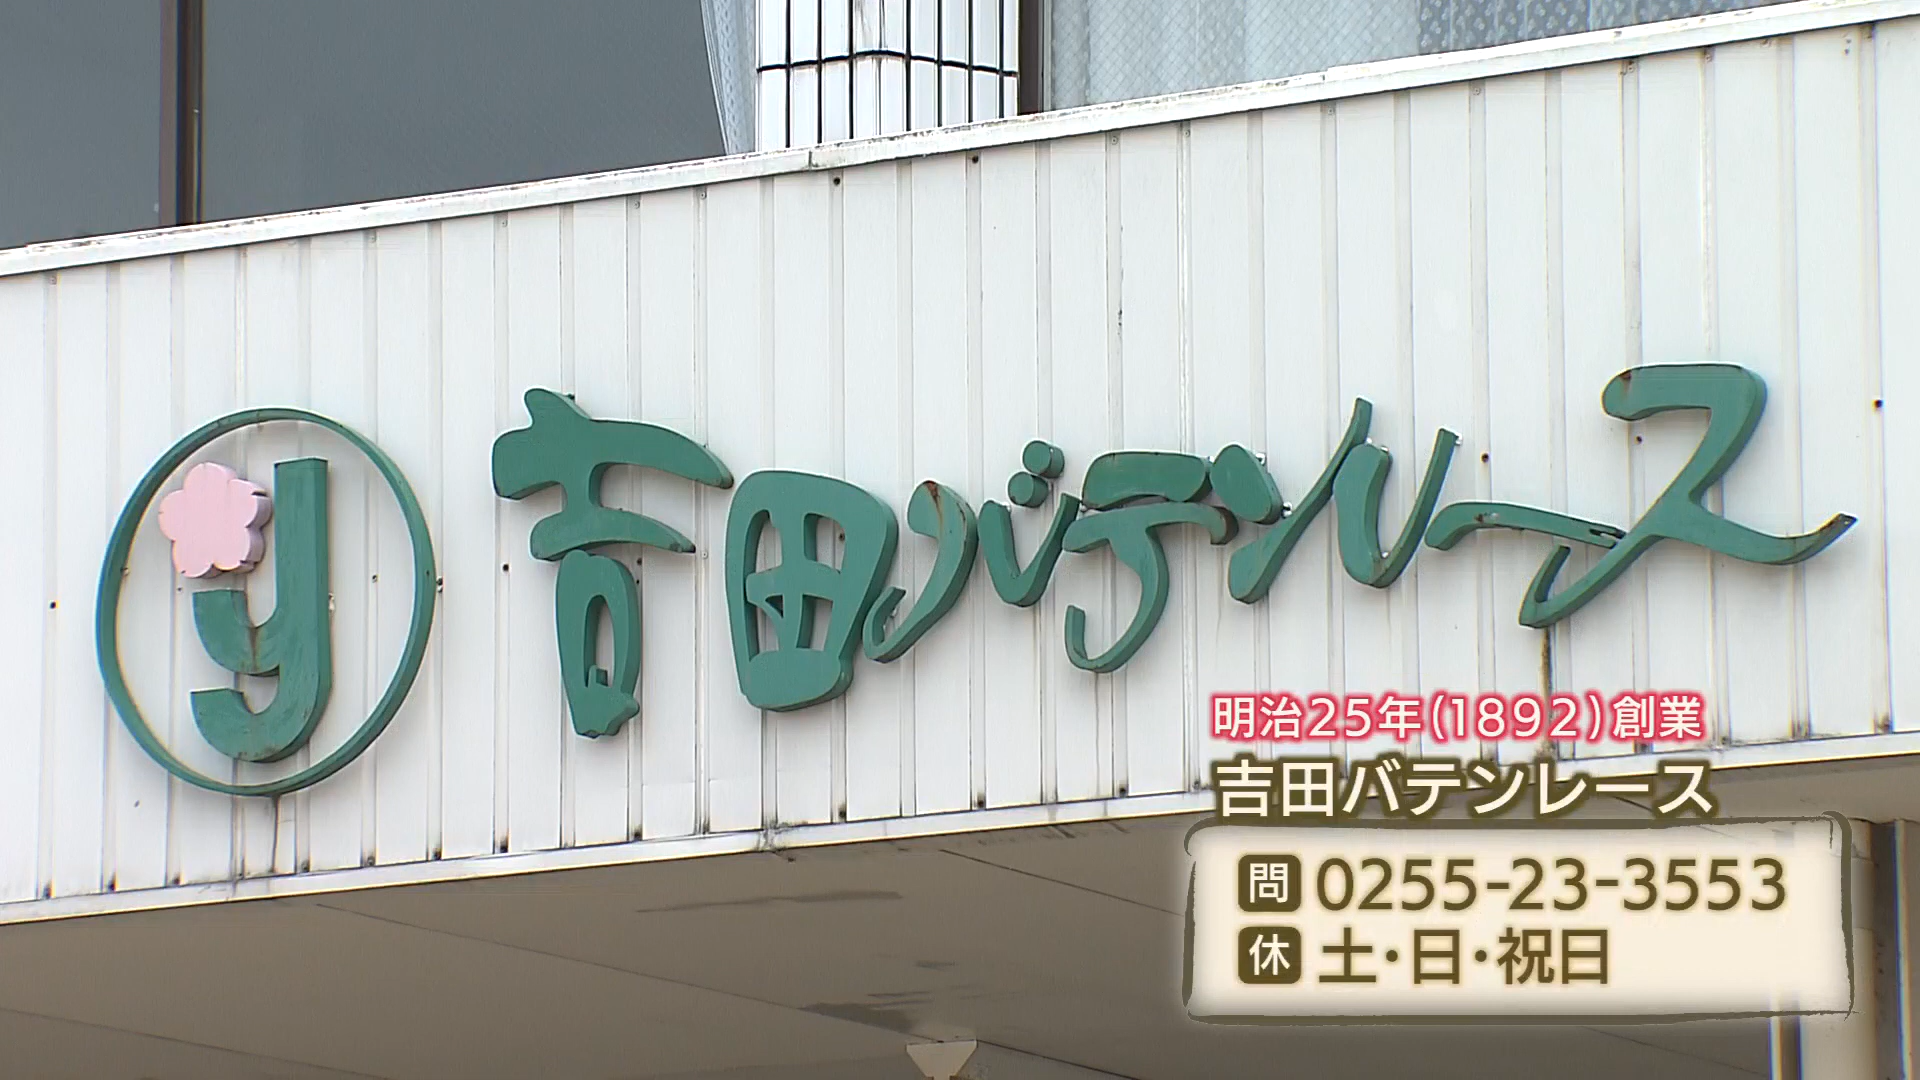 y 吉田バテンレース
明治25年(1892)創業
吉田バテンレース
問 0255-23-3553
休 土・日・祝日